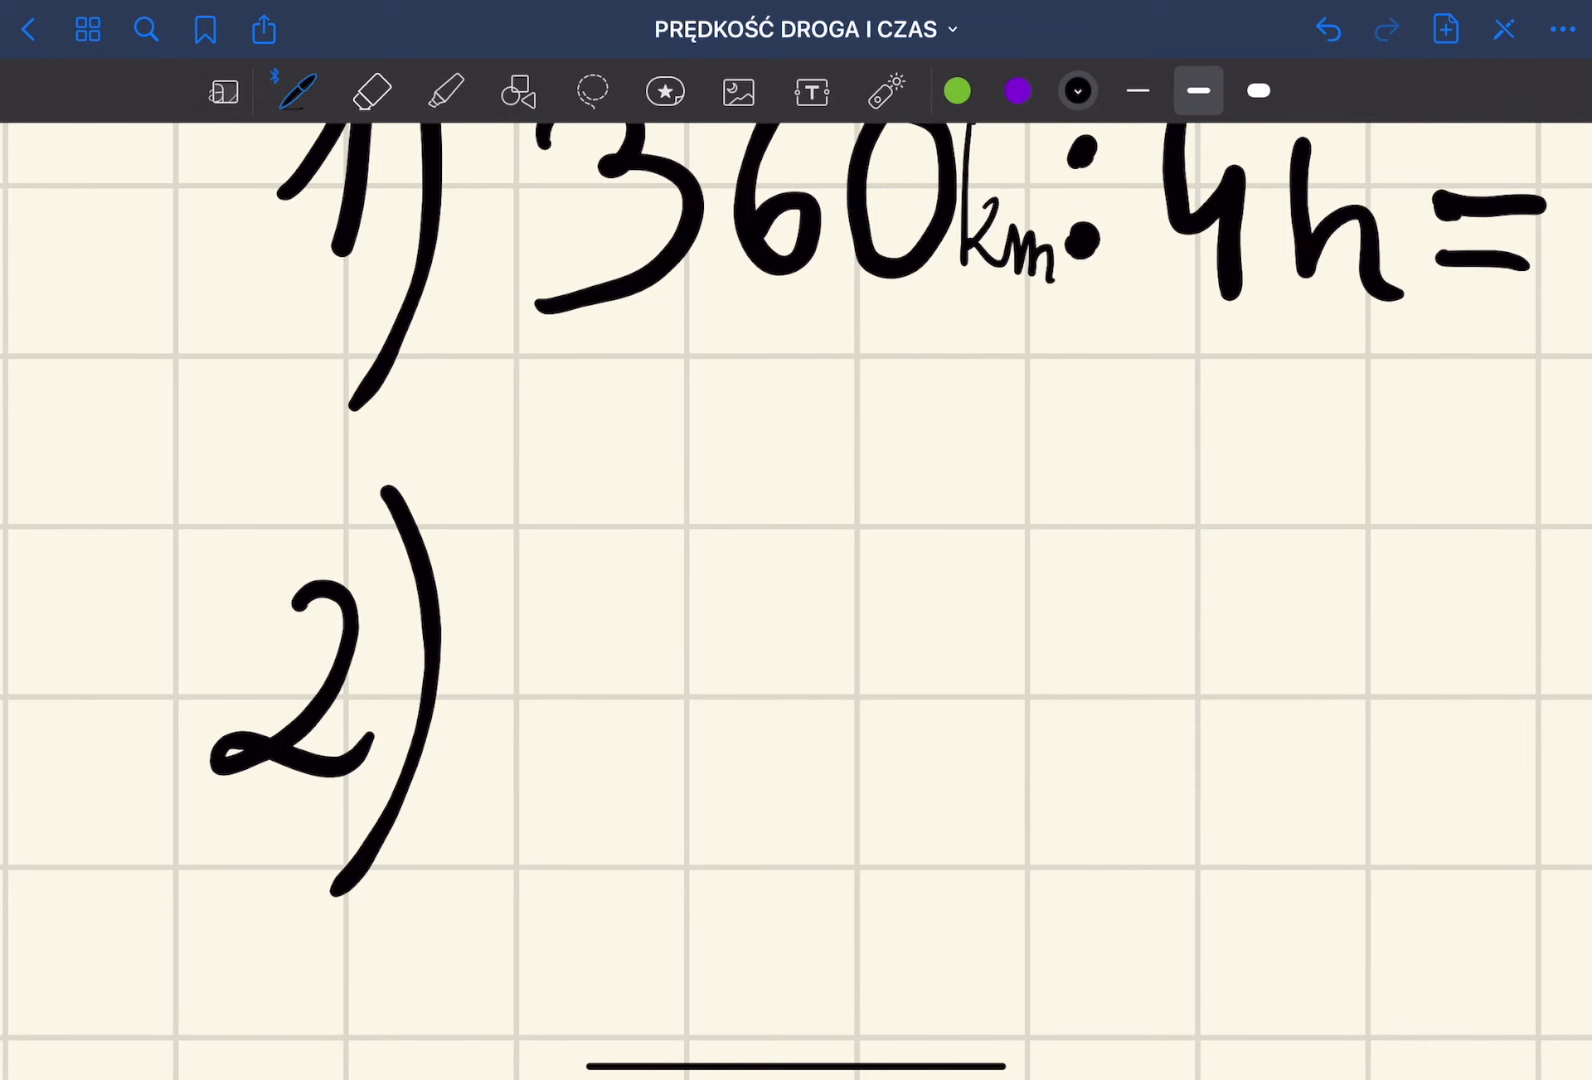 PRĘDKOŚĆ DROGA I CZAS
1) 360km : 4h =
2)